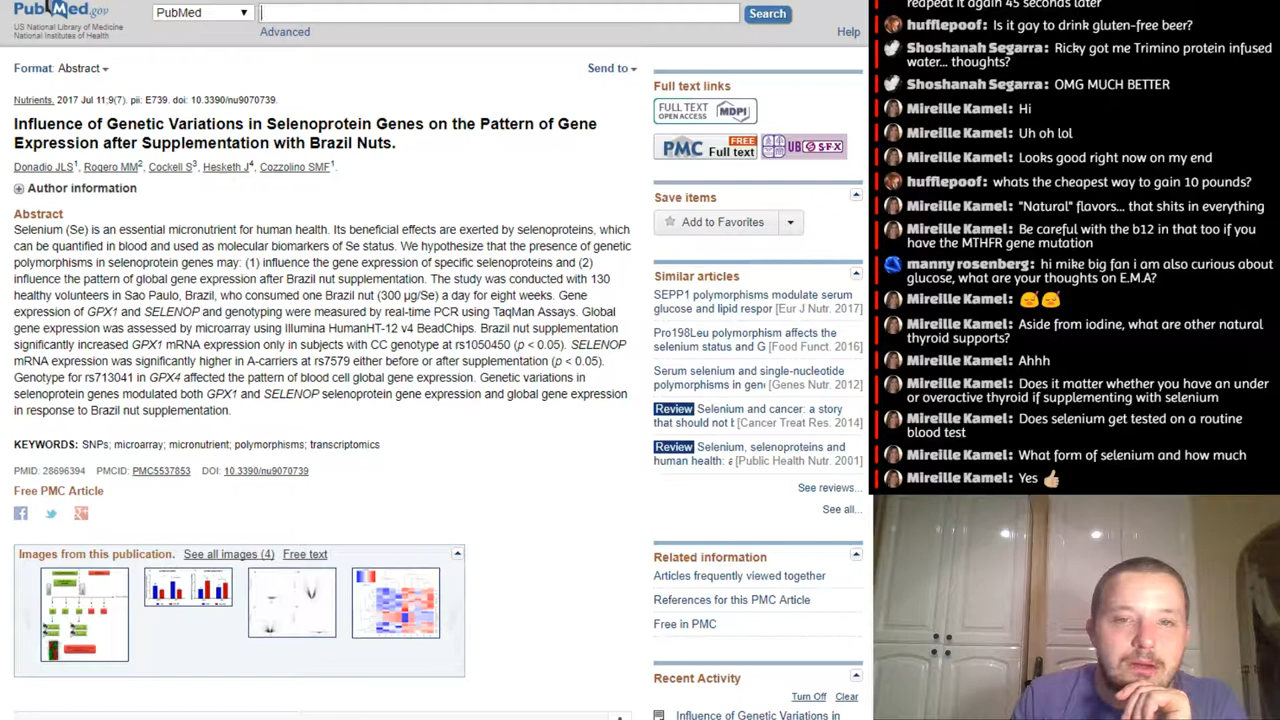 PubMed.gov
US National Library of Medicine
National Institutes of Health
PubMed
Search
Advanced
Help
Format: Abstract
Send to
Nutrients. 2017 Jul 11;9(7). pii: E739. doi: 10.3390/nu9070739.
Influence of Genetic Variations in Selenoprotein Genes on the Pattern of Gene
Expression after Supplementation with Brazil Nuts.
Donadio JLS1, Rogero MM2, Cockell S3, Hesketh J4, Cozzolino SMF1.
Author information
Abstract
Selenium (Se) is an essential micronutrient for human health. Its beneficial effects are exerted by selenoproteins, which
can be quantified in blood and used as molecular biomarkers of Se status. We hypothesize that the presence of genetic
polymorphisms in selenoprotein genes may: (1) influence the gene expression of specific selenoproteins and (2)
influence the pattern of global gene expression after Brazil nut supplementation. The study was conducted with 130
healthy volunteers in Sao Paulo, Brazil, who consumed one Brazil nut (300 μg/Se) a day for eight weeks. Gene
expression of GPX1 and SELENOP and genotyping were measured by real-time PCR using TaqMan Assays. Global
gene expression was assessed by microarray using Illumina HumanHT-12 v4 BeadChips. Brazil nut supplementation
significantly increased GPX1 mRNA expression only in subjects with CC genotype at rs1050450 (p < 0.05). SELENOP
mRNA expression was significantly higher in A-carriers at rs7579 either before or after supplementation (p < 0.05).
Genotype for rs713041 in GPX4 affected the pattern of blood cell global gene expression. Genetic variations in
selenoprotein genes modulated both GPX1 and SELENOP selenoprotein gene expression and global gene expression
in response to Brazil nut supplementation.
KEYWORDS: SNPs; microarray; micronutrient; polymorphisms; transcriptomics
PMID: 28696394 PMCID: PMC5537853 DOI: 10.3390/nu9070739
Free PMC Article
Images from this publication. See all images (4) Free text
Full text links
FULL TEXT
OPEN ACCESS MDPI
PMC FREE
Full text
UB SFX
Save items
Add to Favorites
Similar articles
SEPP1 polymorphisms modulate serum
glucose and lipid respor [Eur J Nutr. 2017]
Pro198Leu polymorphism affects the
selenium status and G [Food Funct. 2016]
Serum selenium and single-nucleotide
polymorphisms in gen [Genes Nutr. 2012]
Review Selenium and cancer: a story
that should not b [Cancer Treat Res. 2014]
Review Selenium, selenoproteins and
human health: a [Public Health Nutr. 2001]
See reviews...
See all...
Related information
Articles frequently viewed together
References for this PMC Article
Free in PMC
Recent Activity
Turn Off Clear
Influence of Genetic Variations in
reapeat it again 45 seconds later
hufflepoof: Is it gay to drink gluten-free beer?
Shoshanah Segarra: Ricky got me Trimino protein infused
water... thoughts?
Shoshanah Segarra: OMG MUCH BETTER
Mireille Kamel: Hi
Mireille Kamel: Uh oh lol
Mireille Kamel: Looks good right now on my end
hufflepoof: whats the cheapest way to gain 10 pounds?
Mireille Kamel: "Natural" flavors... that shits in everything
Mireille Kamel: Be careful with the b12 in that too if you
have the MTHFR gene mutation
manny rosenberg: hi mike big fan i am also curious about
glucose, what are your thoughts on E.M.A?
Mireille Kamel:
Mireille Kamel: Aside from iodine, what are other natural
thyroid supports?
Mireille Kamel: Ahhh
Mireille Kamel: Does it matter whether you have an under
or overactive thyroid if supplementing with selenium
Mireille Kamel: Does selenium get tested on a routine
blood test
Mireille Kamel: What form of selenium and how much
Mireille Kamel: Yes